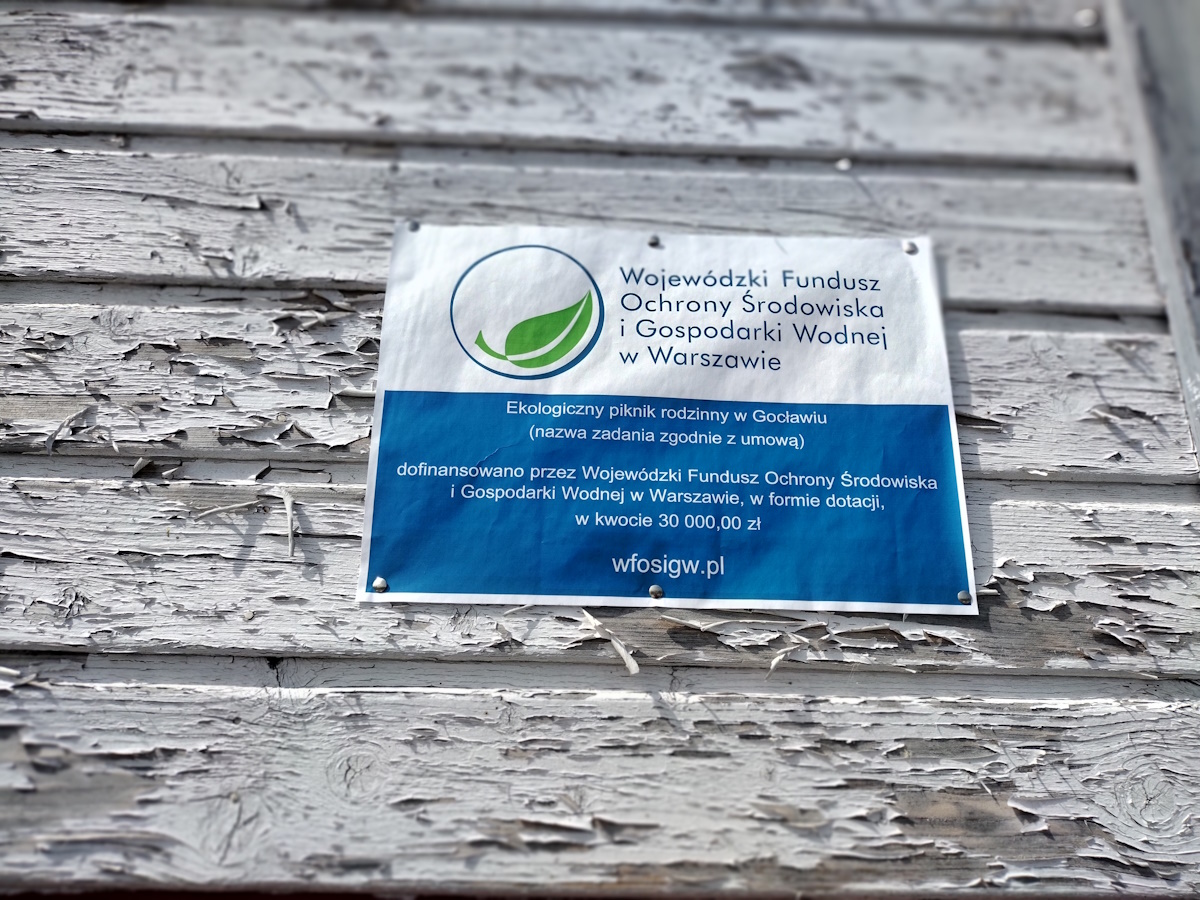 Wojewódzki Fundusz
Ochrony Środowiska
i Gospodarki Wodnej
w Warszawie
Ekologiczny piknik rodzinny w Gocławiu
(nazwa zadania zgodnie z umową)
dofinansowano przez Wojewódzki Fundusz Ochrony Środowiska
i Gospodarki Wodnej w Warszawie, w formie dotacji,
w kwocie 30 000,00 zł
wfosigw.pl